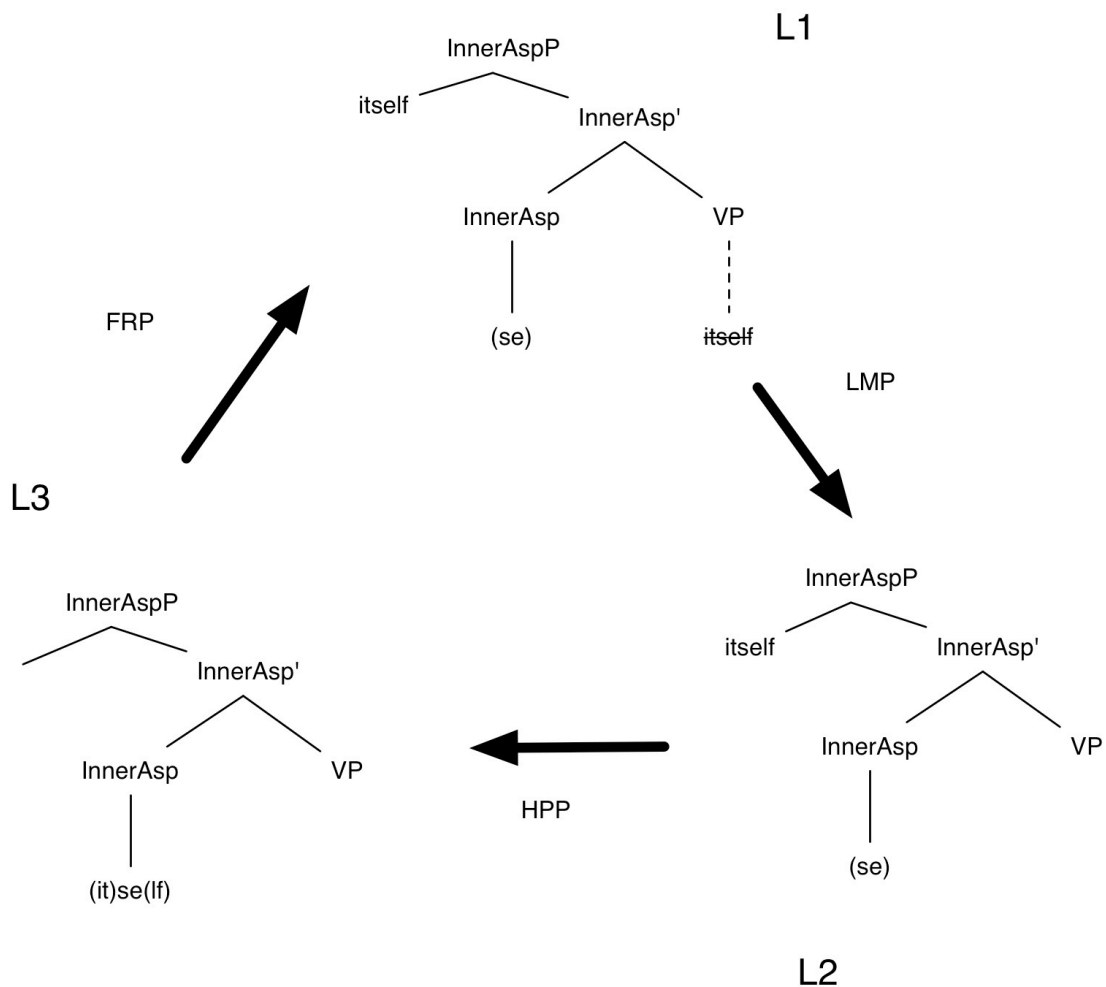 L1
InnerAspP
itself
InnerAsp'
InnerAsp
VP
(se)
itself
FRP
LMP
L3
InnerAspP
InnerAsp'
InnerAsp
VP
(it)se(lf)
HPP
InnerAspP
itself
InnerAsp'
InnerAsp
VP
(se)
L2